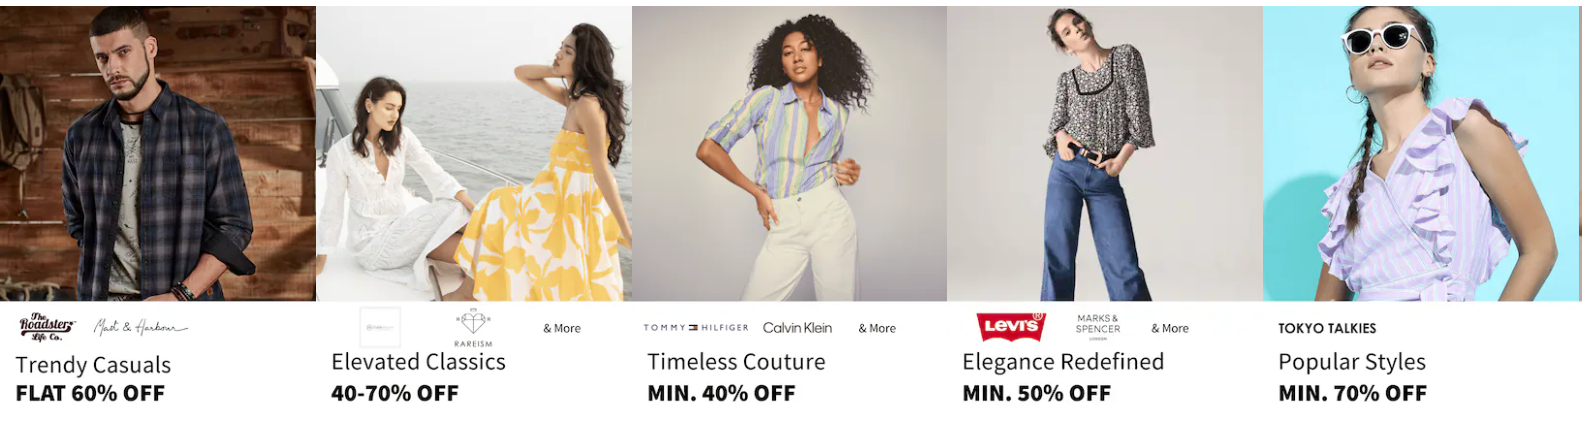 The
Roadster
Life Co.
Mast & Harbour
Trendy Casuals
FLAT 60% OFF
RAREISM
& More
Elevated Classics
40-70% OFF
TOMMY HILFIGER
Calvin Klein
& More
Timeless Couture
MIN. 40% OFF
Levi's®
MARKS &
SPENCER
LONDON
& More
Elegance Redefined
MIN. 50% OFF
TOKYO TALKIES
Popular Styles
MIN. 70% OFF